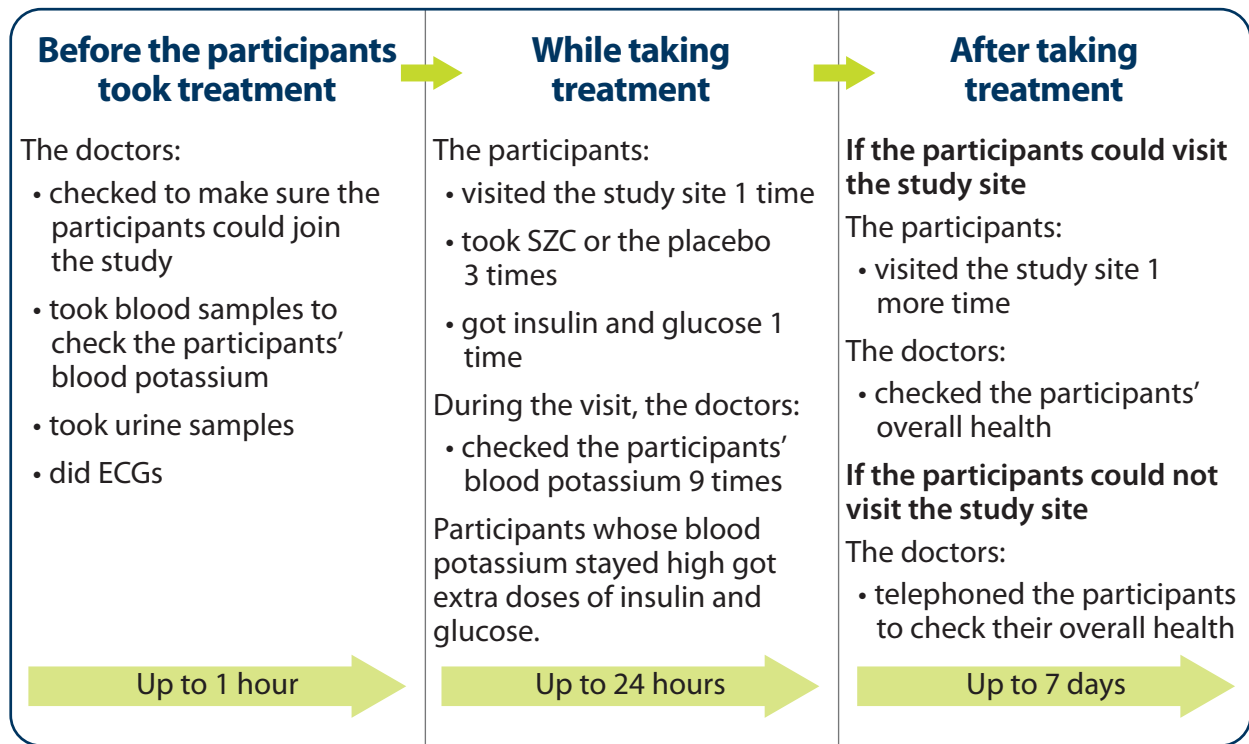 Before the participants
took treatment
The doctors:
• checked to make sure the
participants could join
the study
• took blood samples to
check the participants’
blood potassium
• took urine samples
• did ECGs
Up to 1 hour
While taking
treatment
The participants:
• visited the study site 1 time
• took SZC or the placebo
3 times
• got insulin and glucose 1
time
During the visit, the doctors:
• checked the participants’
blood potassium 9 times
Participants whose blood
potassium stayed high got
extra doses of insulin and
glucose.
Up to 24 hours
After taking
treatment
If the participants could visit
the study site
The participants:
• visited the study site 1
more time
The doctors:
• checked the participants’
overall health
If the participants could not
visit the study site
The doctors:
• telephoned the participants
to check their overall health
Up to 7 days